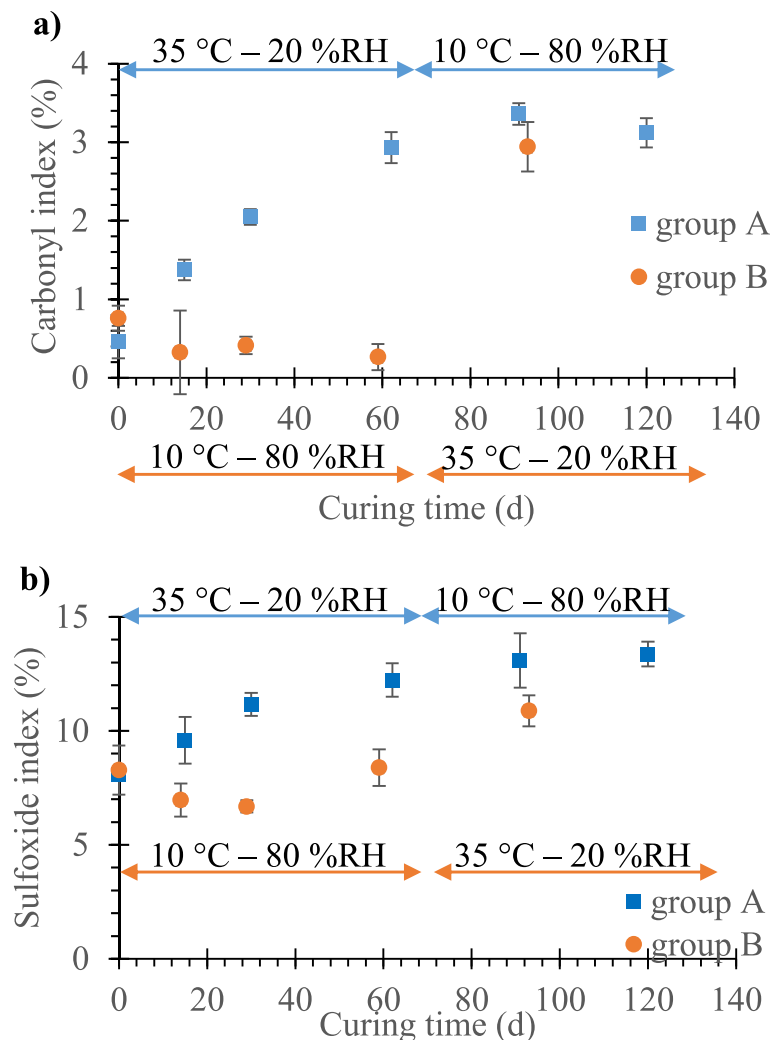 a)
35 °C – 20 %RH 10 °C – 80 %RH
4
3
2
1
0
Carbonyl index (%)
group A
group B
0 20 40 60 80 100 120 140
10 °C – 80 %RH 35 °C – 20 %RH
Curing time (d)
b)
35 °C – 20 %RH 10 °C – 80 %RH
15
10
5
0
Sulfoxide index (%)
10 °C – 80 %RH 35 °C – 20 %RH
group A
group B
0 20 40 60 80 100 120 140
Curing time (d)